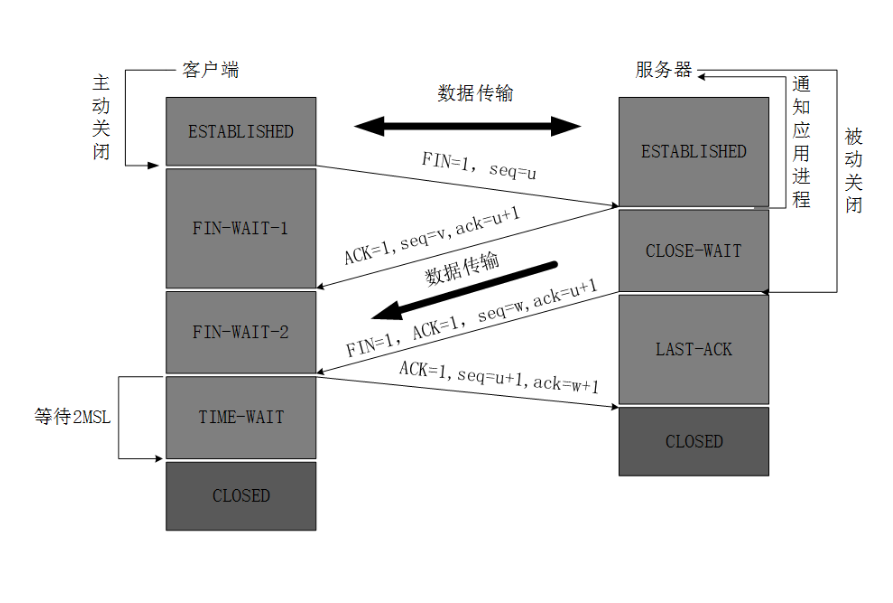 客户端
服务器
主动关闭
数据传输
通知应用进程
被动关闭
ESTABLISHED
ESTABLISHED
FIN=1, seq=u
FIN-WAIT-1
ACK=1,seq=v,ack=u+1
CLOSE-WAIT
数据传输
FIN=1, ACK=1, seq=w,ack=u+1
FIN-WAIT-2
LAST-ACK
ACK=1,seq=u+1,ack=w+1
等待2MSL
TIME-WAIT
CLOSED
CLOSED